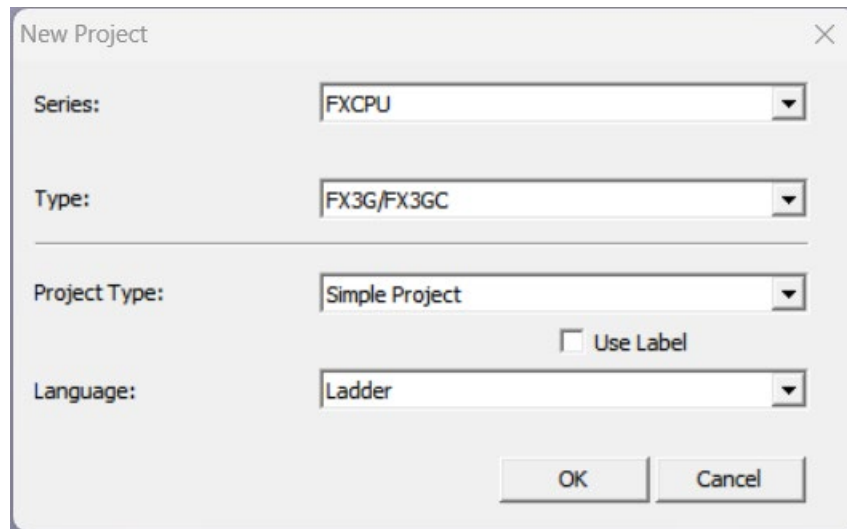 New Project
Series: FXCPU
Type: FX3G/FX3GC
Project Type: Simple Project
Use Label
Language: Ladder
OK Cancel